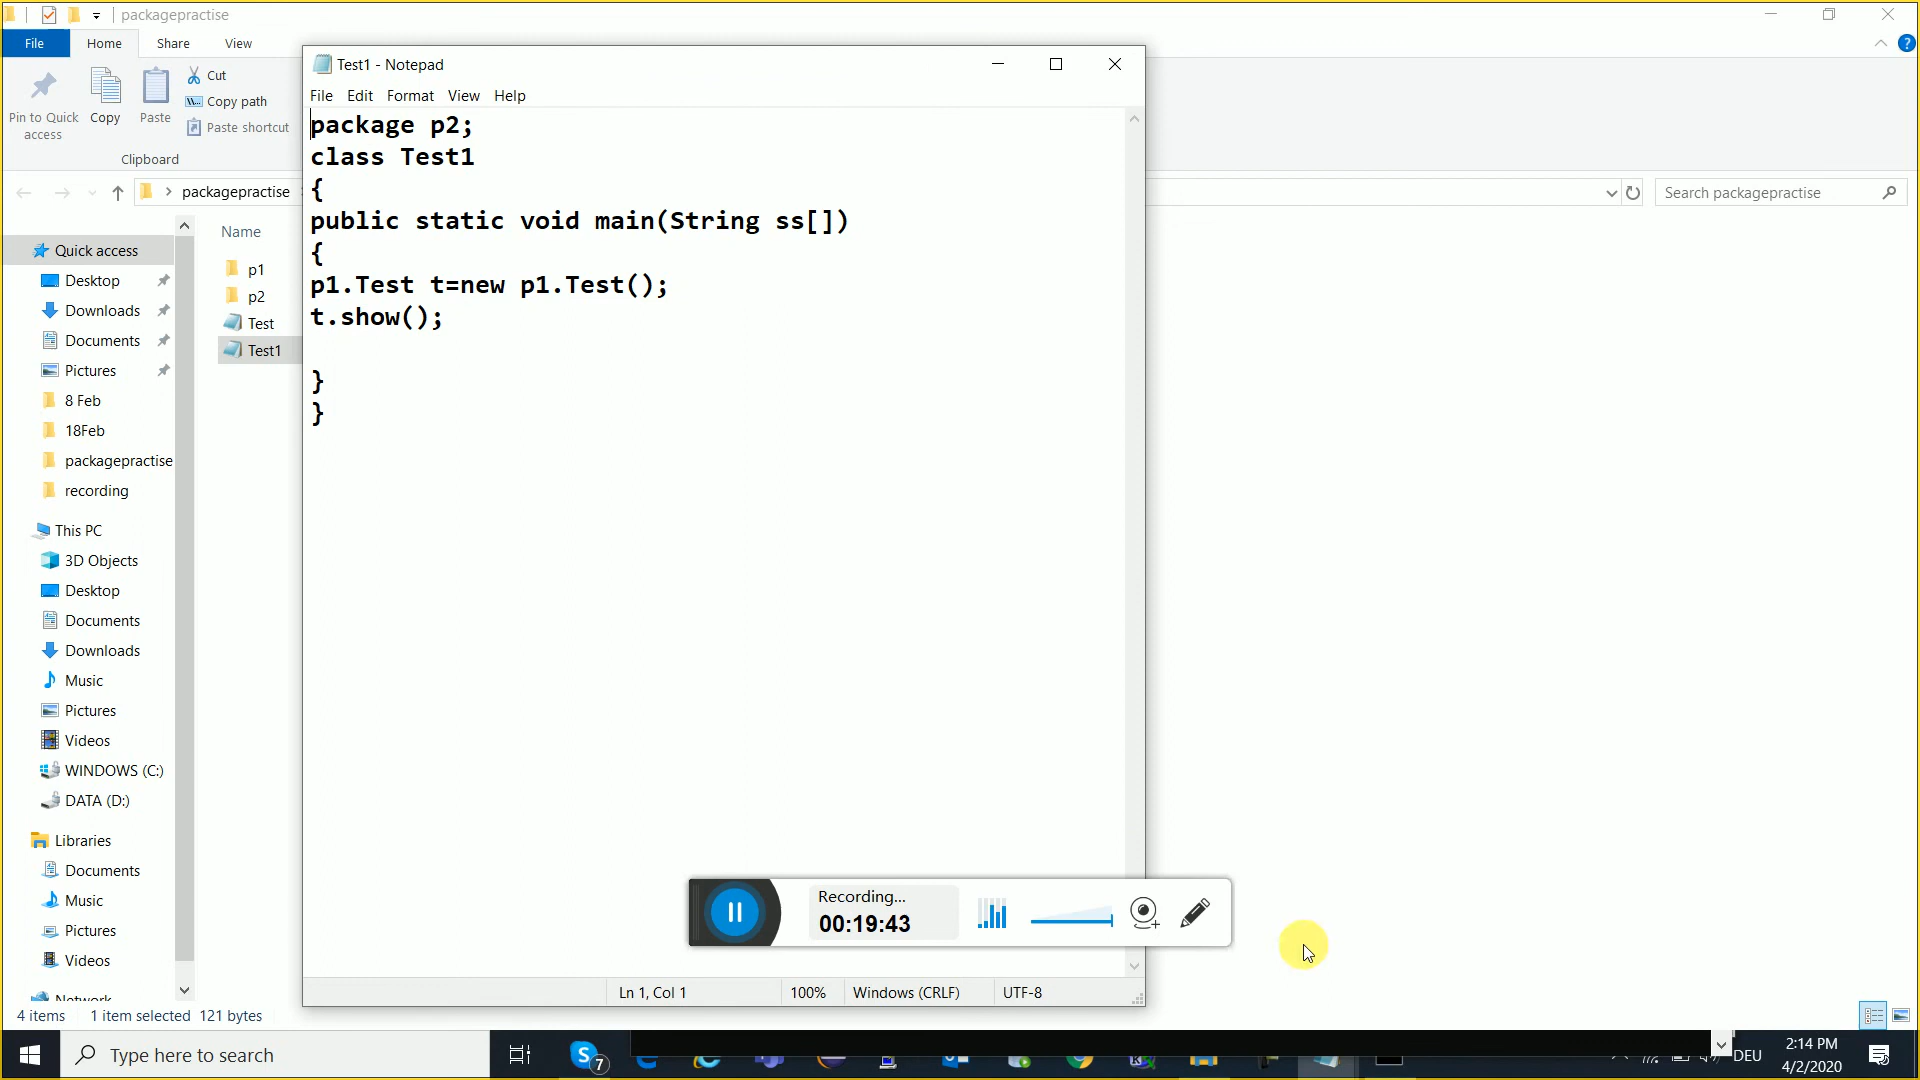 packagepractise
File
Home
Share
View
Pin to Quick access
Copy
Paste
Cut
Copy path
Paste shortcut
Clipboard
packagepractise
Search packagepractise
Quick access
Desktop
Downloads
Documents
Pictures
8 Feb
18Feb
packagepractise
recording
This PC
3D Objects
Desktop
Documents
Downloads
Music
Pictures
Videos
WINDOWS (C:)
DATA (D:)
Libraries
Documents
Music
Pictures
Videos
Network
Name
p1
p2
Test
Test1
Test1 - Notepad
File Edit Format View Help
package p2;
class Test1
{
public static void main(String ss[])
{
p1.Test t=new p1.Test();
t.show();
}
}
Recording...
00:19:43
Ln 1, Col 1
100%
Windows (CRLF)
UTF-8
4 items
1 item selected 121 bytes
Type here to search
7
DEU
2:14 PM
4/2/2020